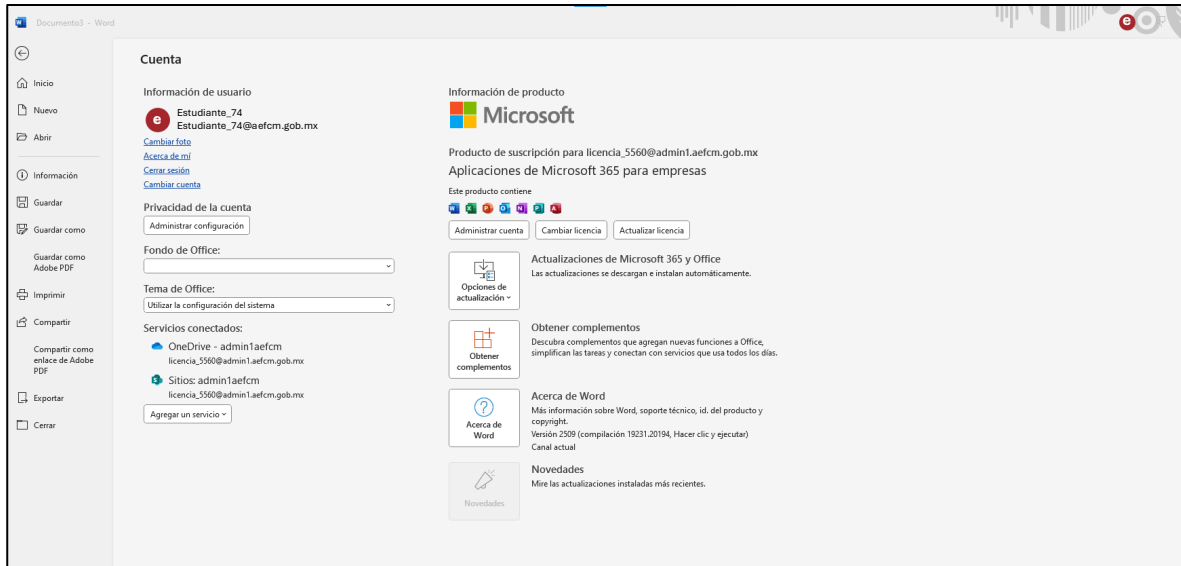 Documento3 - Word
e
Inicio
Nuevo
Abrir
Información
Guardar
Guardar como
Guardar como
Adobe PDF
Imprimir
Compartir
Compartir como
enlace de Adobe
PDF
Exportar
Cerrar
Cuenta
Información de usuario
e
Estudiante_74
Estudiante_74@aefcm.gob.mx
Cambiar foto
Acerca de mí
Cerrar sesión
Cambiar cuenta
Privacidad de la cuenta
Administrar configuración
Fondo de Office:
Tema de Office:
Utilizar la configuración del sistema
Servicios conectados:
OneDrive - admin1aefcm
licencia_5560@admin1.aefcm.gob.mx
Sitios: admin1aefcm
licencia_5560@admin1.aefcm.gob.mx
Agregar un servicio
Información de producto
Microsoft
Producto de suscripción para licencia_5560@admin1.aefcm.gob.mx
Aplicaciones de Microsoft 365 para empresas
Este producto contiene
Administrar cuenta
Cambiar licencia
Actualizar licencia
Opciones de
actualización
Actualizaciones de Microsoft 365 y Office
Las actualizaciones se descargan e instalan automáticamente.
Obtener
complementos
Obtener complementos
Descubra complementos que agregan nuevas funciones a Office,
simplifican las tareas y conectan con servicios que usa todos los días.
Acerca de
Word
Acerca de Word
Más información sobre Word, soporte técnico, id. del producto y
copyright.
Versión 2509 (compilación 19231.20194, Hacer clic y ejecutar)
Canal actual
Novedades
Novedades
Mire las actualizaciones instaladas más recientes.